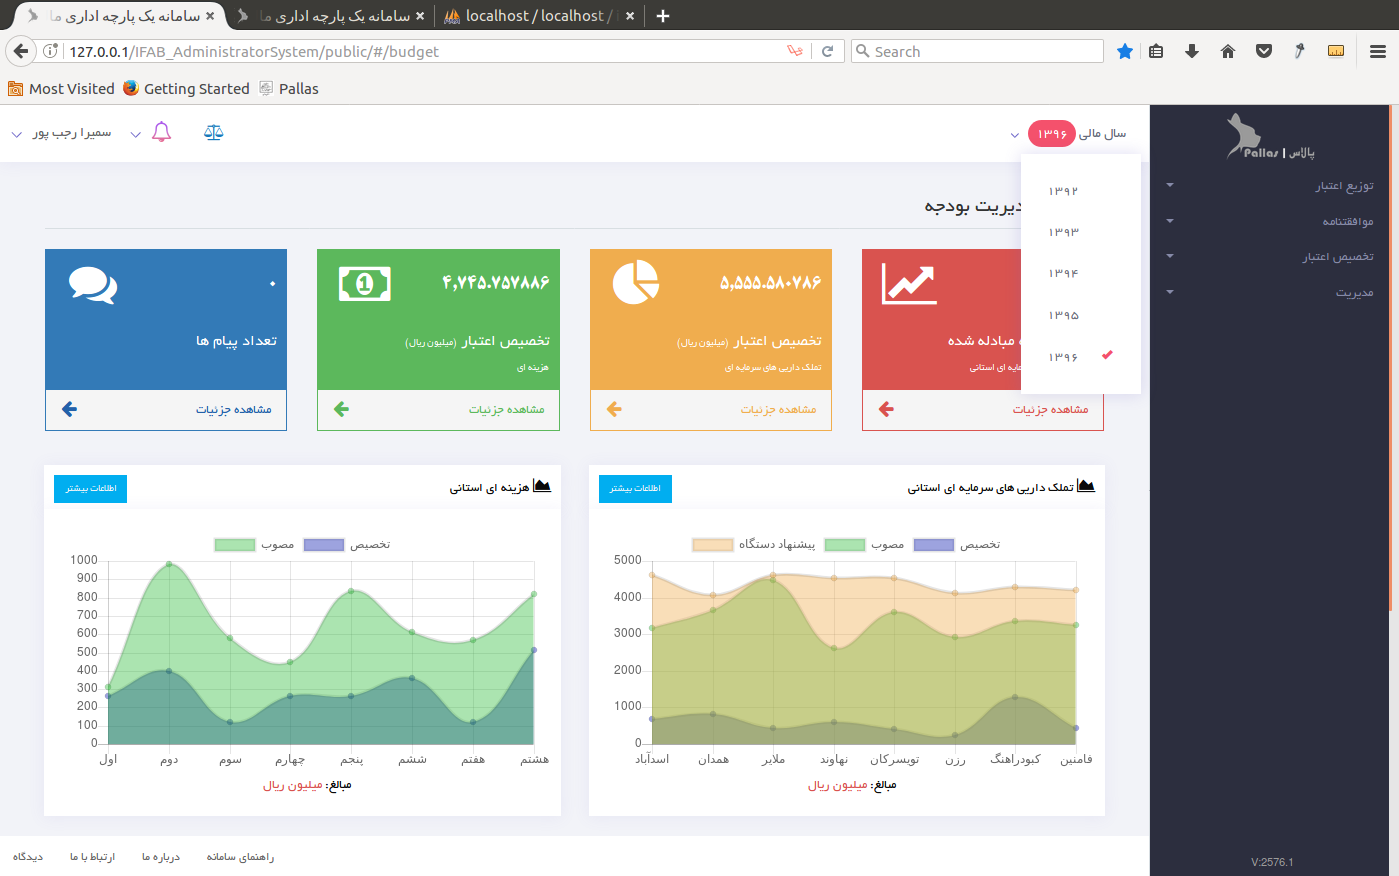 سامانه یک پارچه اداری ما
سامانه یک پارچه اداری ما
localhost / localhost /
127.0.0.1/IFAB_AdministratorSystem/public/#/budget
Search
Most Visited
Getting Started
Pallas
Pallas | پالاس
توزیع اعتبار
موافقتنامه
تخصیص اعتبار
مدیریت
V:2576.1
سال مالی ۱۳۹۶
سمیرا رجب پور
۱۳۹۲
۱۳۹۳
۱۳۹۴
۱۳۹۵
۱۳۹۶
بودجه
مبادله شده
ای استانی
مشاهده جزئیات
۵,۵۵۵.۵۸۰۷۸۶
تخصیص اعتبار (میلیون ریال)
تملک داریی های سرمایه ای
مشاهده جزئیات
۴,۷۴۵.۷۵۷۸۸۶
تخصیص اعتبار (میلیون ریال)
هزینه ای
مشاهده جزئیات
۰
تعداد پیام ها
مشاهده جزئیات
تملک داریی های سرمایه ای استانی
اطلاعات بیشتر
پیشنهاد دستگاه
مصوب
تخصیص
5000
4000
3000
2000
1000
0
اسدآباد
همدان
ملایر
نهاوند
تویسرکان
رزن
کبودراهنگ
فامنین
مبالغ: میلیون ریال
هزینه ای استانی
اطلاعات بیشتر
مصوب
تخصیص
1000
900
800
700
600
500
400
300
200
100
0
اول
دوم
سوم
چهارم
پنجم
ششم
هفتم
هشتم
مبالغ: میلیون ریال
راهنمای سامانه
درباره ما
ارتباط با ما
دیدگاه